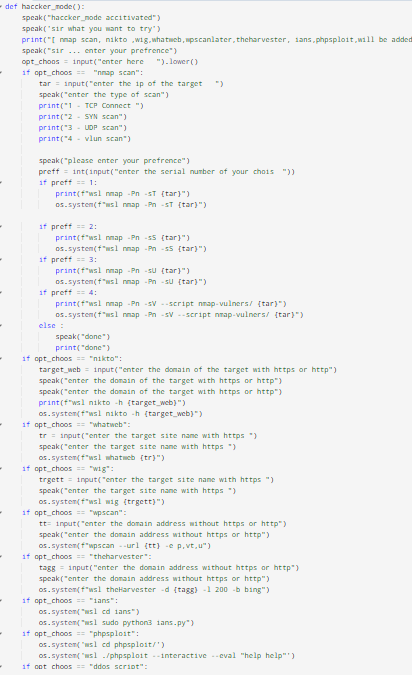 def haccker_mode():
    speak("haccker_mode accitivated")
    speak('sir what you want to try')
    print("[ nmap scan, nikto ,wig,whatweb,wpscanlater,theharvester, ians,phpsploit,will be added
    speak("sir ... enter your prefrence")
    opt_choos = input("enter here   ").lower()
    if opt_choos ==  "nmap scan":
        tar = input("enter the ip of the target   ")
        speak("enter the type of scan")
        print("1 - TCP Connect ")
        print("2 - SYN scan")
        print("3 - UDP scan")
        print("4 - vlun scan")
        speak("please enter your prefrence")
        preff = int(input("enter the serial number of your chois  "))
        if preff == 1:
            print(f"wsl nmap -Pn -sT {tar}")
            os.system(f"wsl nmap -Pn -sT {tar}")
        if preff == 2:
            print(f"wsl nmap -Pn -sS {tar}")
            os.system(f"wsl nmap -Pn -sS {tar}")
        if preff == 3:
            print(f"wsl nmap -Pn -sU {tar}")
            os.system(f"wsl nmap -Pn -sU {tar}")
        if preff == 4:
            print(f"wsl nmap -Pn -sV --script nmap-vulners/ {tar}")
            os.system(f"wsl nmap -Pn -sV --script nmap-vulners/ {tar}")
        else :
            speak("done")
            print("done")
    if opt_choos == "nikto":
        target_web = input("enter the domain of the target with https or http")
        speak("enter the domain of the target with https or http")
        speak("enter the domain of the target with https or http")
        print(f"wsl nikto -h {target_web}")
        os.system(f"wsl nikto -h {target_web}")
    if opt_choos == "whatweb":
        tr = input("enter the target site name with https ")
        speak("enter the target site name with https ")
        os.system(f"wsl whatweb {tr}")
    if opt_choos == "wig":
        trgett = input("enter the target site name with https ")
        speak("enter the target site name with https ")
        os.system(f"wsl wig {trgett}")
    if opt_choos == "wpscan":
        tt= input("enter the domain address without https or http")
        speak("enter the domain address without https or http")
        os.system(f"wpscan --url {tt} -e p,vt,u")
    if opt_choos == "theharvester":
        tagg = input("enter the domain address without https or http")
        speak("enter the domain address without https or http")
        os.system(f"wsl theHarvester -d {tagg} -l 200 -b bing")
    if opt_choos == "ians":
        os.system("wsl cd ians")
        os.system("wsl sudo python3 ians.py")
    if opt_choos == "phpsploit":
        os.system('wsl cd phpsploit/')
        os.system('wsl ./phpsploit --interactive --eval "help help"')
    if opt_choos == "ddos script":